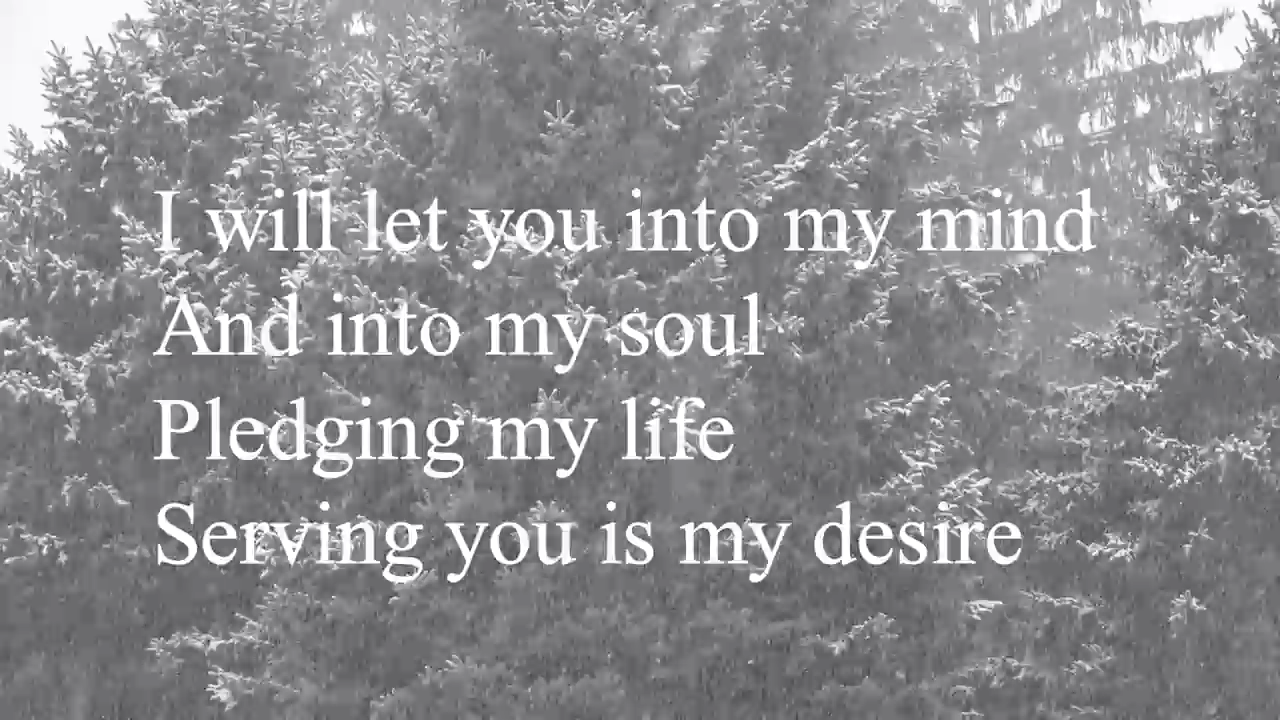 I will let you into my mind
And into my soul
Pledging my life
Serving you is my desire